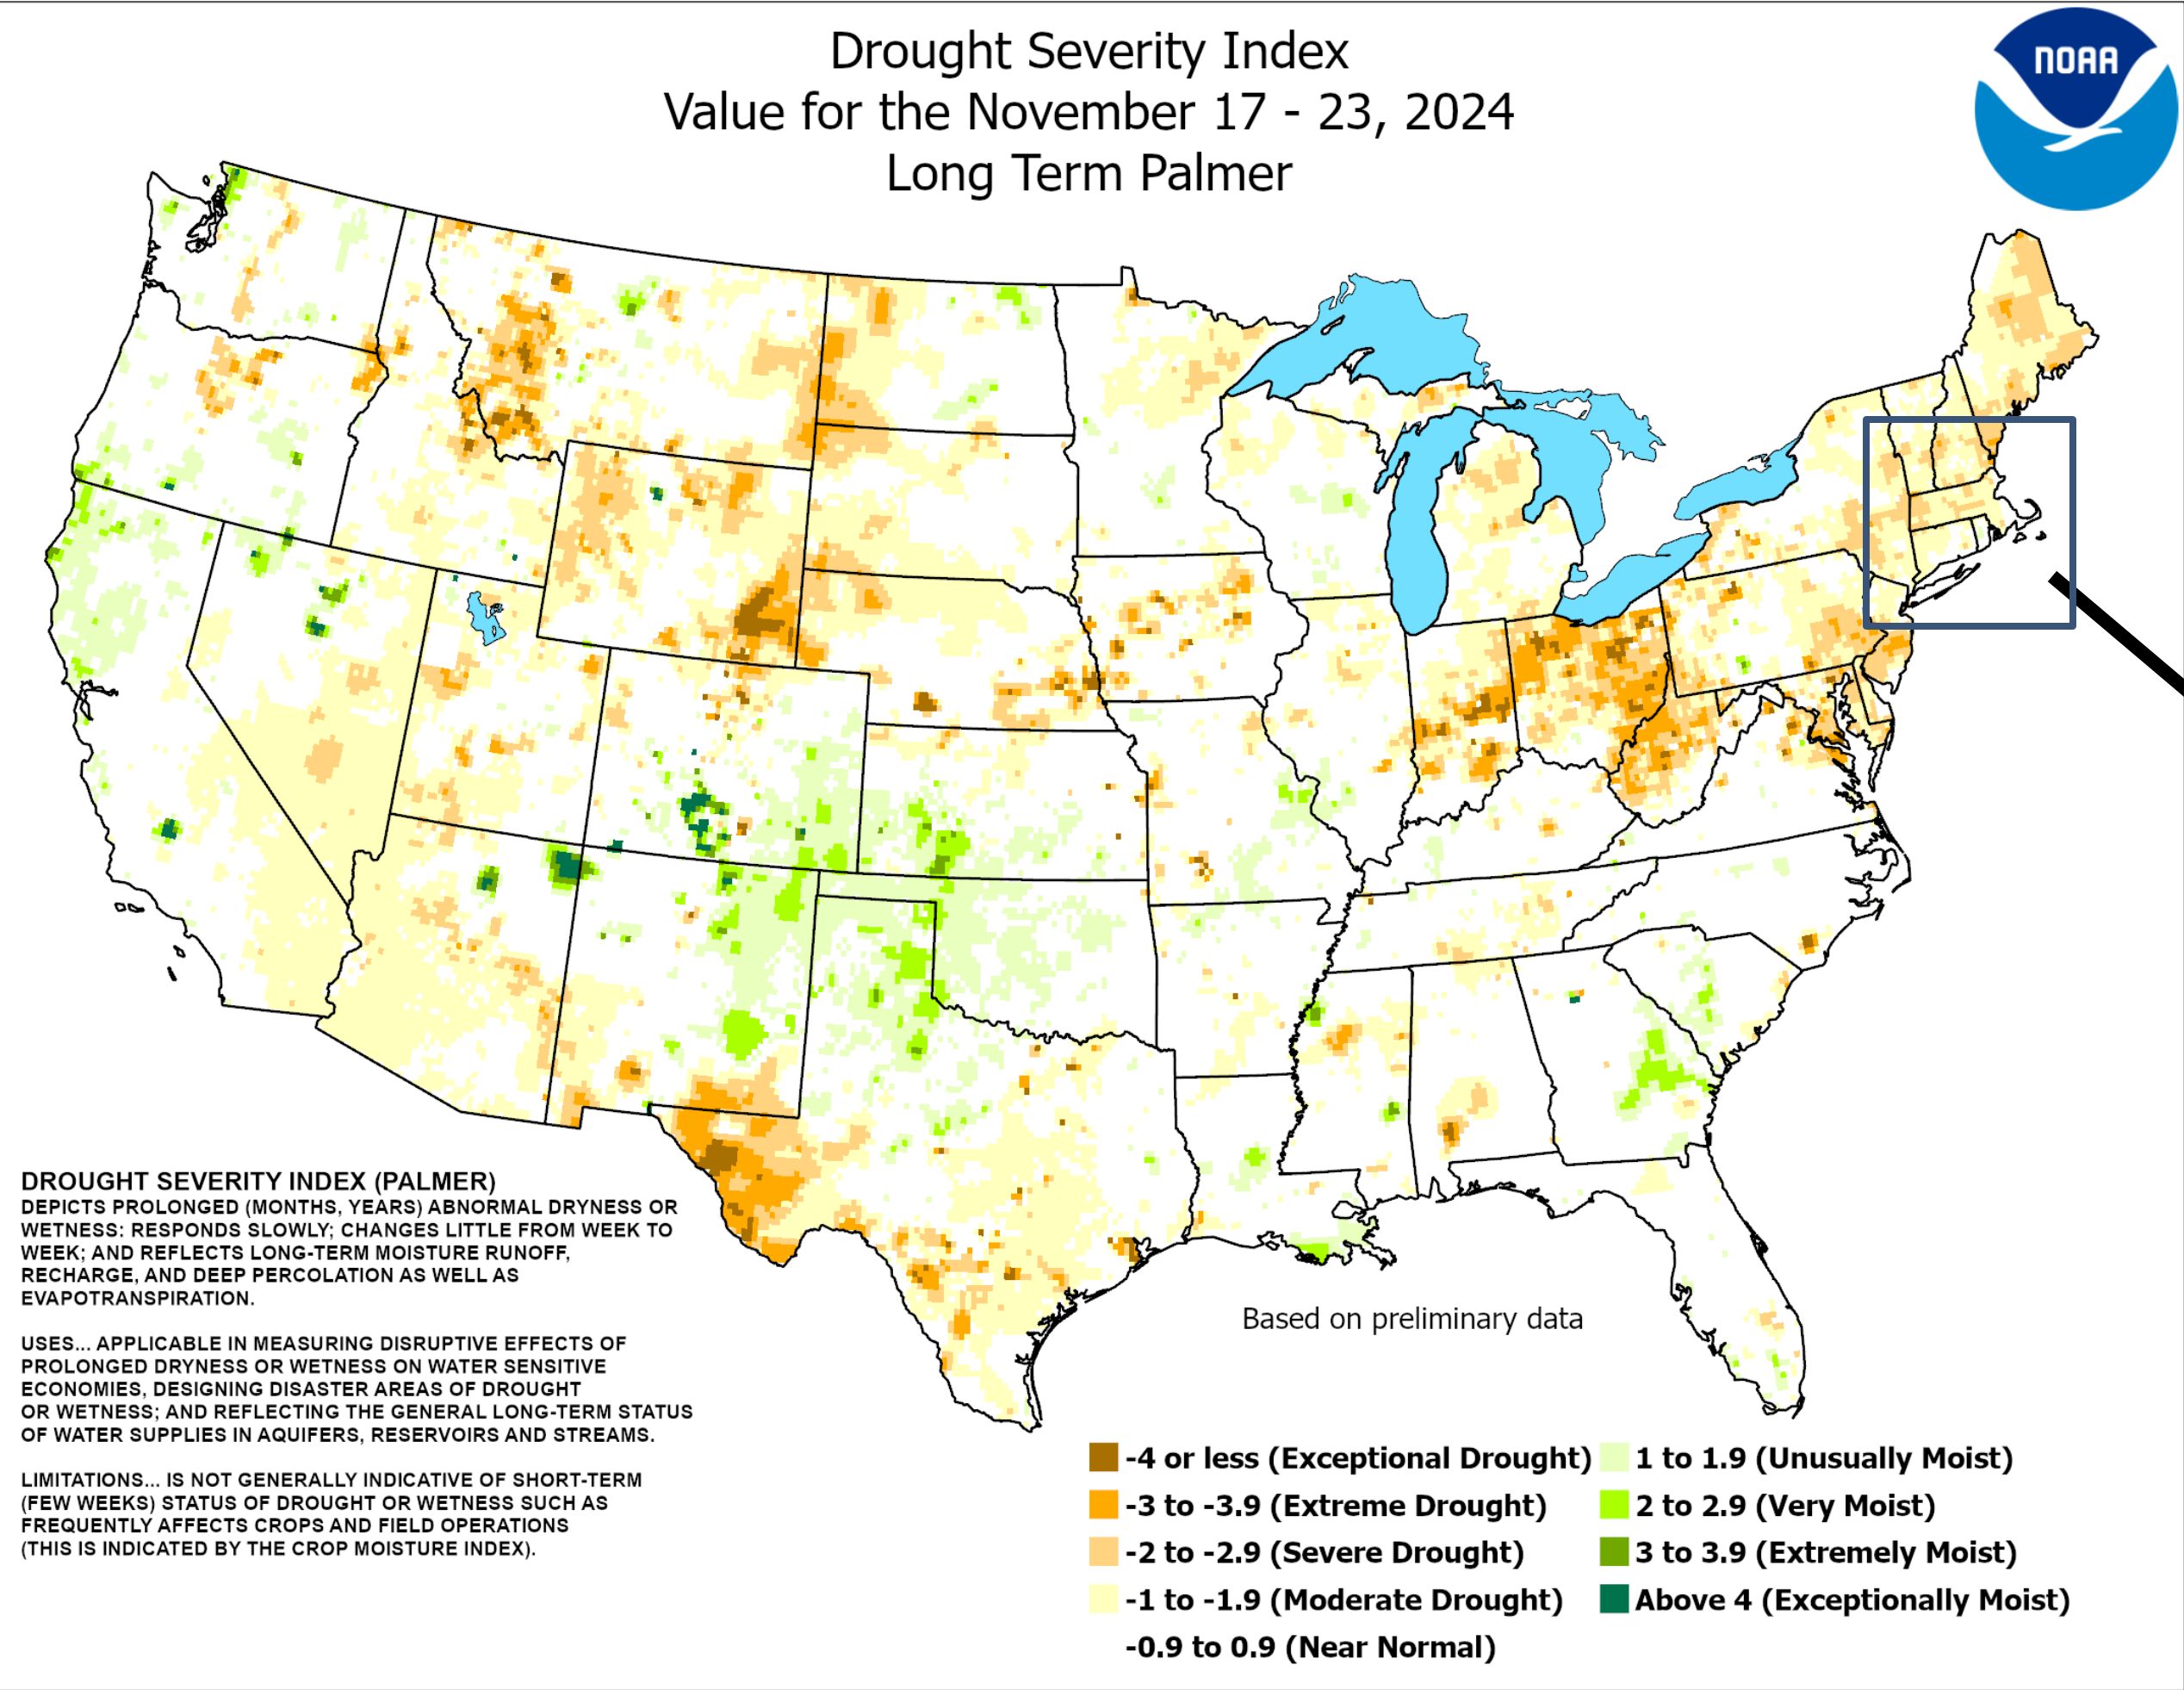 Drought Severity Index
Value for the November 17 - 23, 2024
Long Term Palmer
NOAA
DROUGHT SEVERITY INDEX (PALMER)
DEPICTS PROLONGED (MONTHS, YEARS) ABNORMAL DRYNESS OR
WETNESS: RESPONDS SLOWLY; CHANGES LITTLE FROM WEEK TO
WEEK; AND REFLECTS LONG-TERM MOISTURE RUNOFF,
RECHARGE, AND DEEP PERCOLATION AS WELL AS
EVAPOTRANSPIRATION.
USES... APPLICABLE IN MEASURING DISRUPTIVE EFFECTS OF
PROLONGED DRYNESS OR WETNESS ON WATER SENSITIVE
ECONOMIES, DESIGNING DISASTER AREAS OF DROUGHT
OR WETNESS; AND REFLECTING THE GENERAL LONG-TERM STATUS
OF WATER SUPPLIES IN AQUIFERS, RESERVOIRS AND STREAMS.
LIMITATIONS... IS NOT GENERALLY INDICATIVE OF SHORT-TERM
(FEW WEEKS) STATUS OF DROUGHT OR WETNESS SUCH AS
FREQUENTLY AFFECTS CROPS AND FIELD OPERATIONS
(THIS IS INDICATED BY THE CROP MOISTURE INDEX).
Based on preliminary data
-4 or less (Exceptional Drought)
-3 to -3.9 (Extreme Drought)
-2 to -2.9 (Severe Drought)
-1 to -1.9 (Moderate Drought)
-0.9 to 0.9 (Near Normal)
1 to 1.9 (Unusually Moist)
2 to 2.9 (Very Moist)
3 to 3.9 (Extremely Moist)
Above 4 (Exceptionally Moist)